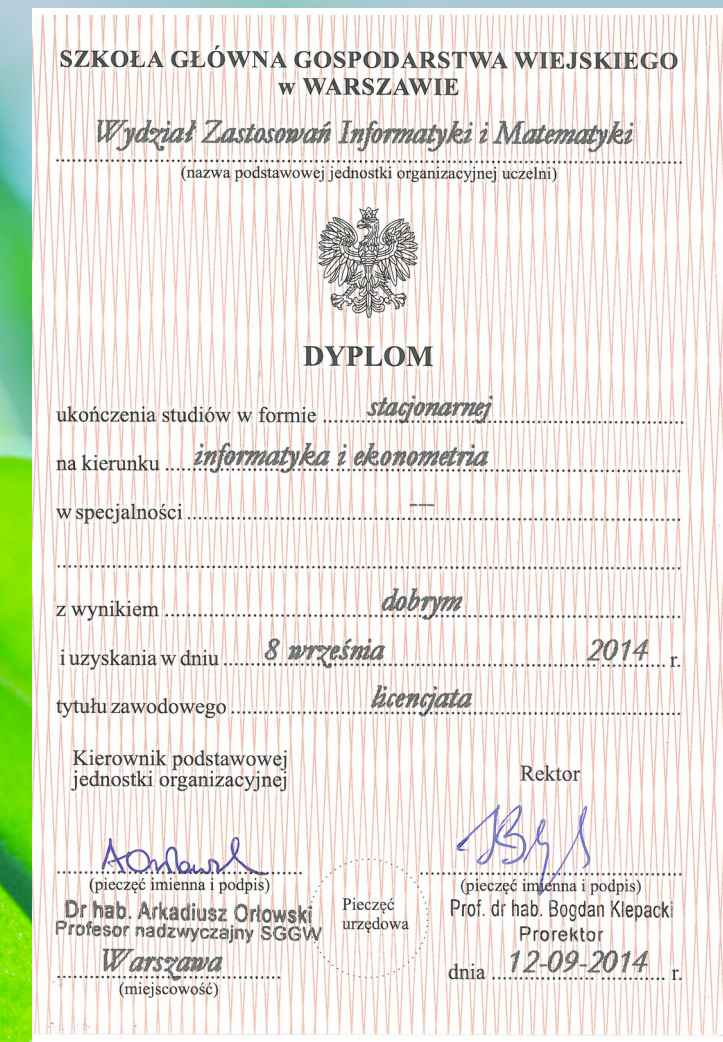 SZKOŁA GŁÓWNA GOSPODARSTWA WIEJSKIEGO
w WARSZAWIE
Wydział Zastosowań Informatyki i Matematyki
(nazwa podstawowej jednostki organizacyjnej uczelni)
DYPLOM
ukończenia studiów w formie stacjonarnej
na kierunku informatyka i ekonometria
w specjalności —
z wynikiem dobrym
i uzyskania w dniu 8 września 2014 r.
tytułu zawodowego licencjata
Kierownik podstawowej
jednostki organizacyjnej
Rektor
(pieczęć imienna i podpis)
Dr hab. Arkadiusz Orłowski
Profesor nadzwyczajny SGGW
Warszawa
(miejscowość)
Pieczęć
urzędowa
(pieczęć imienna i podpis)
Prof. dr hab. Bogdan Klepacki
Prorektor
dnia 12-09-2014 r.